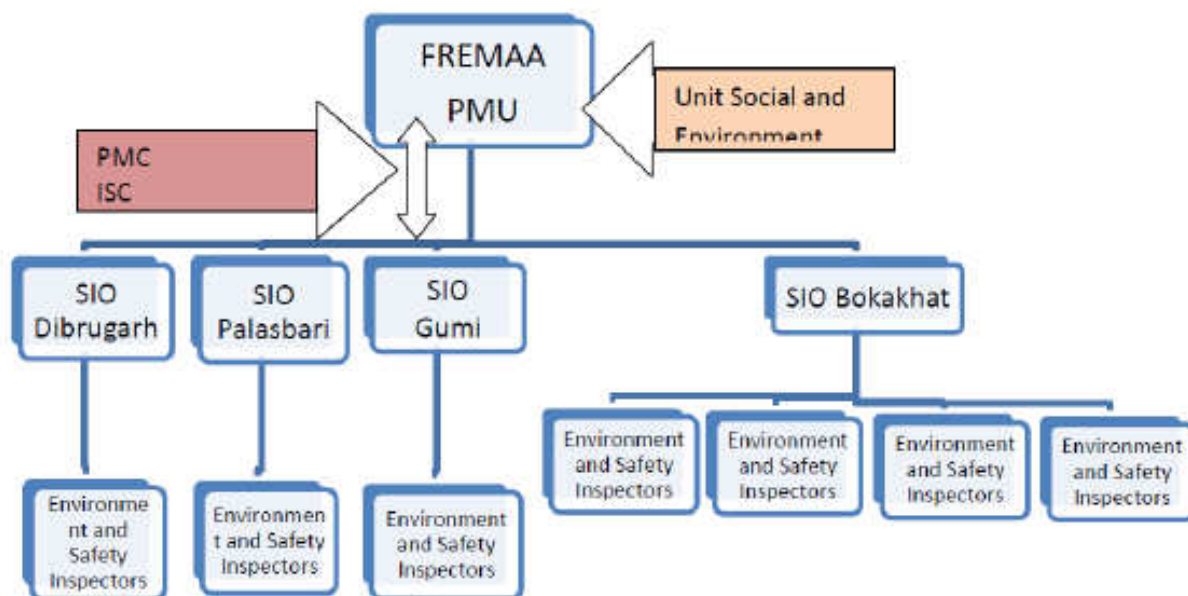 FREMAA
PMU
Unit Social and
Environment
PMC
ISC
SIO
Dibrugarh
SIO
Palasbari
SIO
Gumi
SIO Bokakhat
Environment
and Safety
Inspectors
Environment
and Safety
Inspectors
Environment
and Safety
Inspectors
Environment
and Safety
Inspectors
Environme
nt and
Safety
Inspectors
Environmen
t and Safety
Inspectors
Environment
and Safety
Inspectors